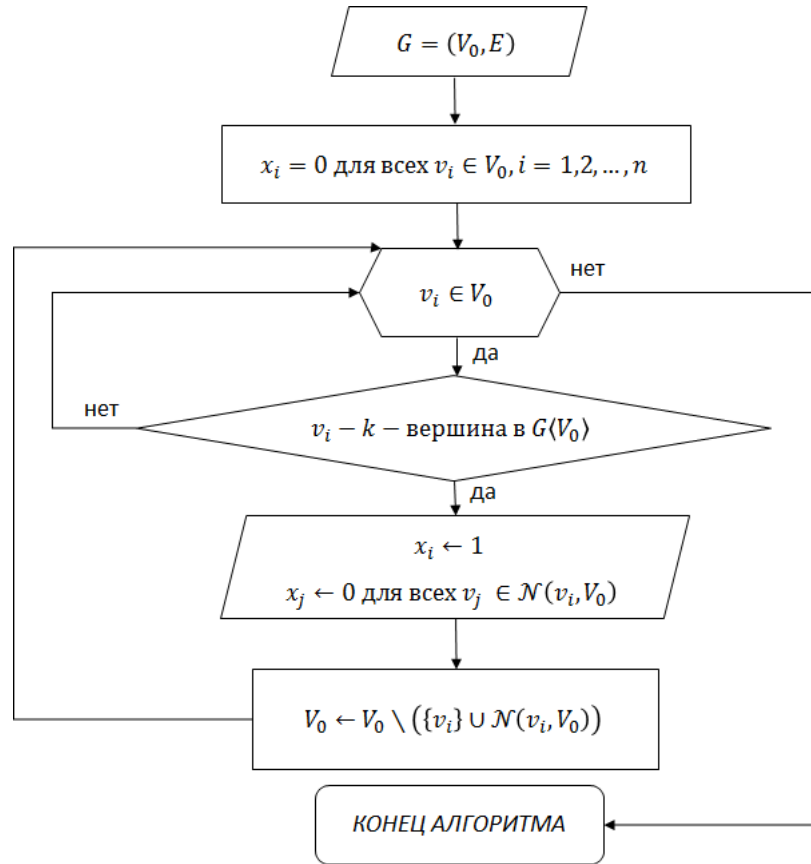 G = (V₀, E)
xᵢ = 0 для всех vᵢ ∈ V₀, i = 1,2, … , n
vᵢ ∈ V₀
нет
да
нет
vᵢ − k − вершина в G⟨V₀⟩
да
xᵢ ← 1
xⱼ ← 0 для всех vⱼ ∈ 𝒩(vᵢ, V₀)
V₀ ← V₀ ∖ ({vᵢ} ∪ 𝒩(vᵢ, V₀))
КОНЕЦ АЛГОРИТМА